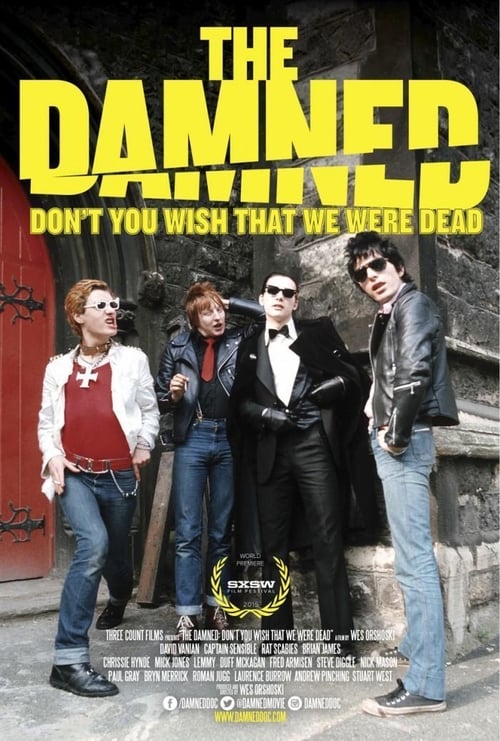 THE
DAMNED
DON'T YOU WISH THAT WE WERE DEAD
WORLD
PREMIERE
SXSW
FILM FESTIVAL
2015
THREE COUNT FILMS PRESENTS "THE DAMNED: DON'T YOU WISH THAT WE WERE DEAD" A FILM BY WES ORSHOSKI
DAVID VANIAN CAPTAIN SENSIBLE RAT SCABIES BRIAN JAMES
CHRISSIE HYNDE MICK JONES LEMMY DUFF MCKAGAN FRED ARMISEN STEVE DIGGLE NICK MASON
PAUL GRAY BRYN MERRICK ROMAN JUGG LAURENCE BURROW ANDREW PINCHING STUART WEST
PRODUCED AND DIRECTED BY WES ORSHOSKI
/DAMNEDDOC @DAMNEDMOVIE DAMNEDDOC
WWW.DAMNEDDOC.COM